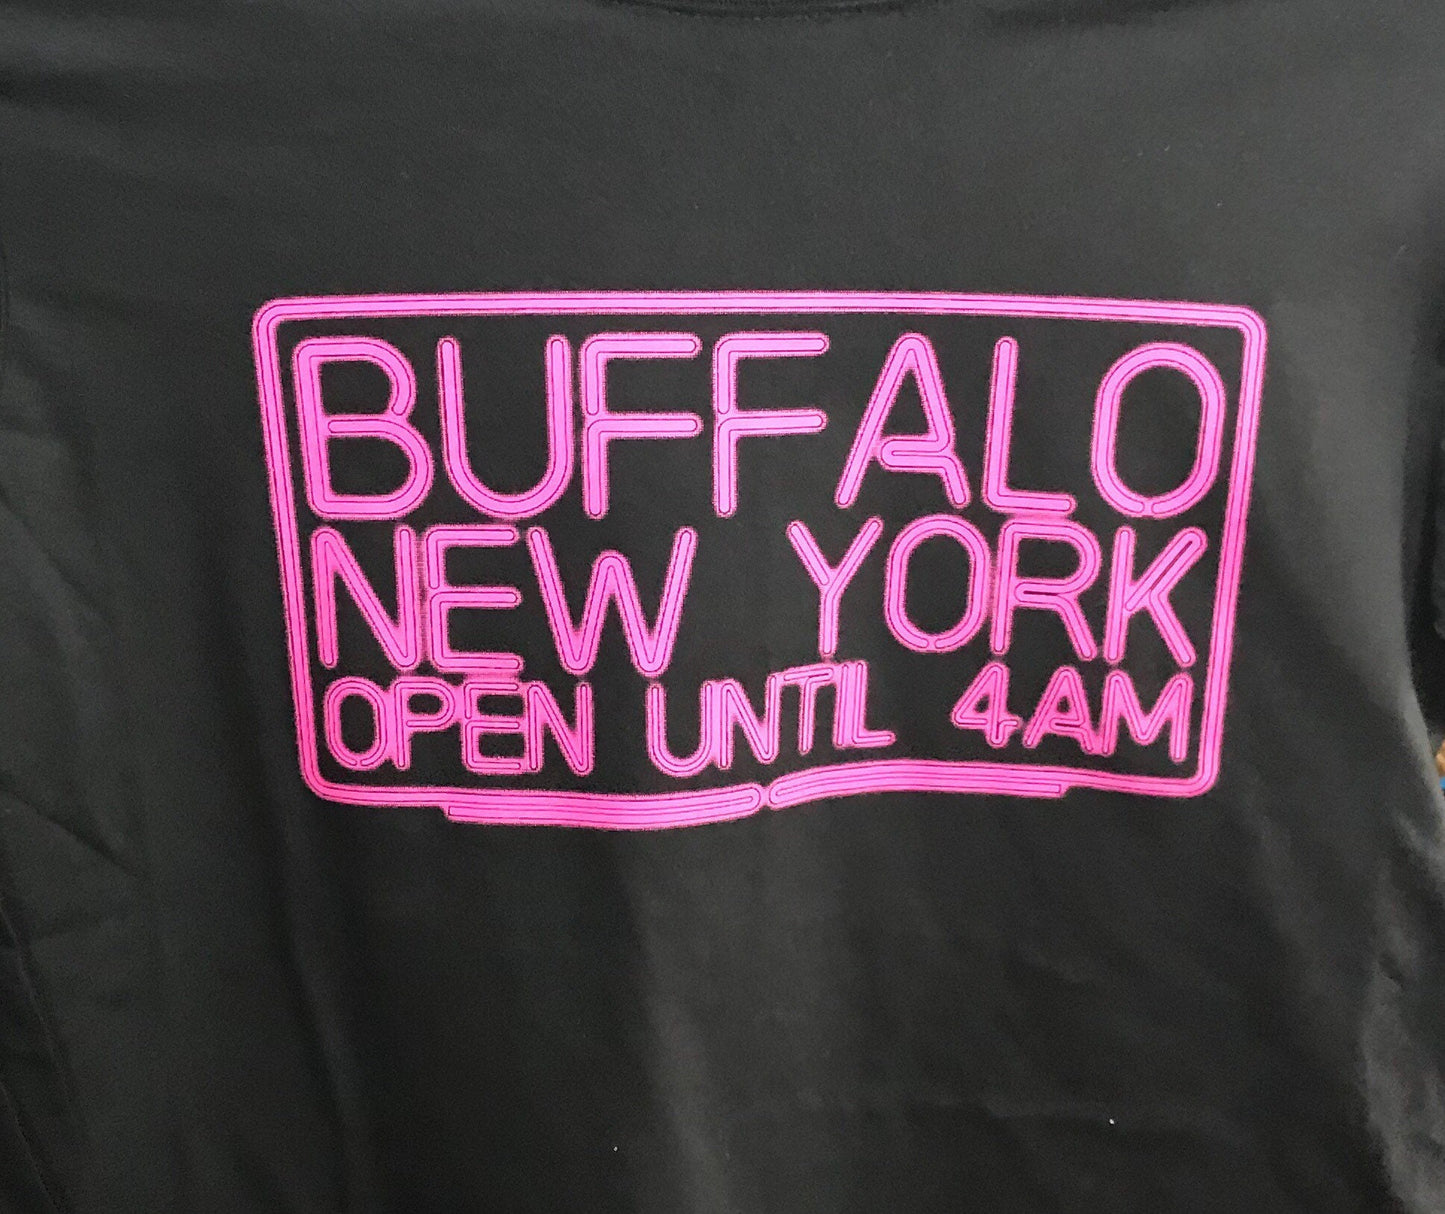 BUFFALO
NEW YORK
OPEN UNTIL 4AM